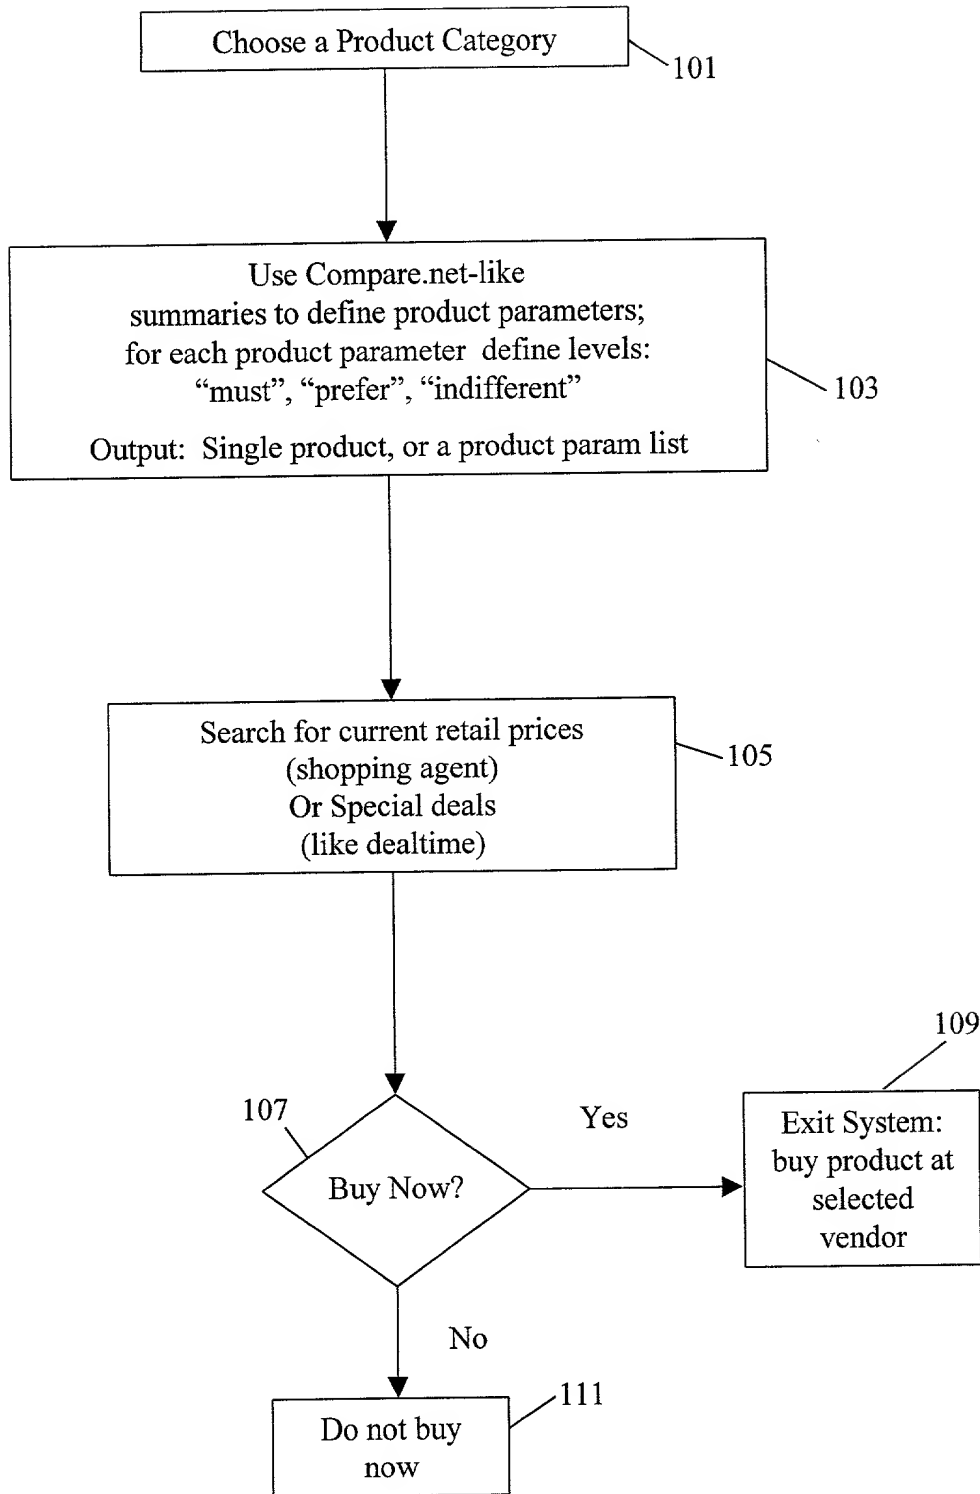 Choose a Product Category
101
Use Compare.net-like
summaries to define product parameters;
for each product parameter define levels:
“must”, “prefer”, “indifferent”
Output: Single product, or a product param list
103
Search for current retail prices
(shopping agent)
Or Special deals
(like dealtime)
105
107
Buy Now?
Yes
109
Exit System:
buy product at
selected
vendor
No
111
Do not buy
now